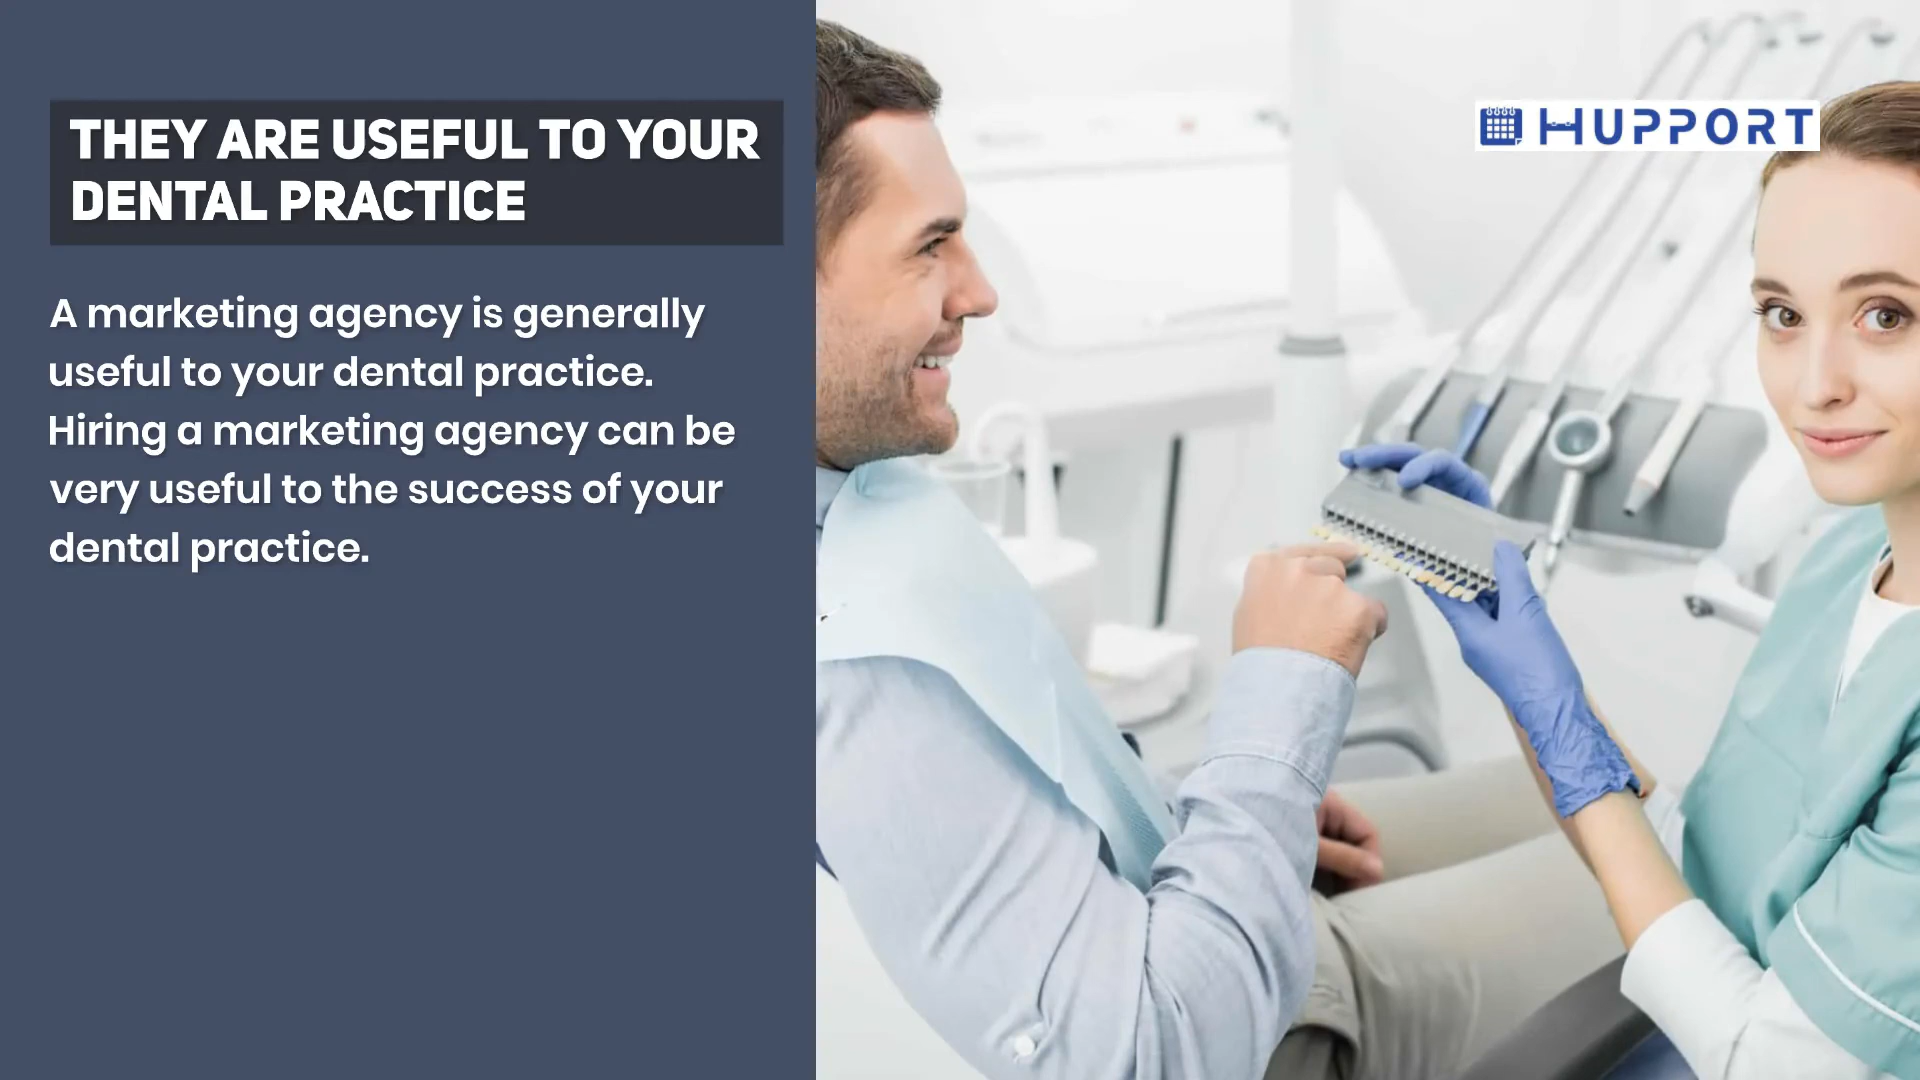 THEY ARE USEFUL TO YOUR
DENTAL PRACTICE
HUPPORT
A marketing agency is generally
useful to your dental practice.
Hiring a marketing agency can be
very useful to the success of your
dental practice.